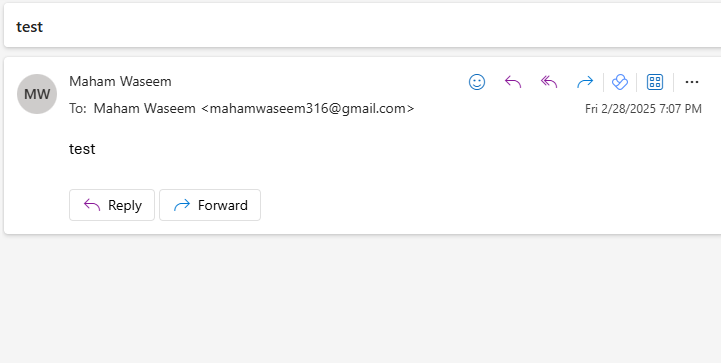 test
MW
Maham Waseem
To: Maham Waseem <mahamwaseem316@gmail.com>
Fri 2/28/2025 7:07 PM
test
Reply
Forward